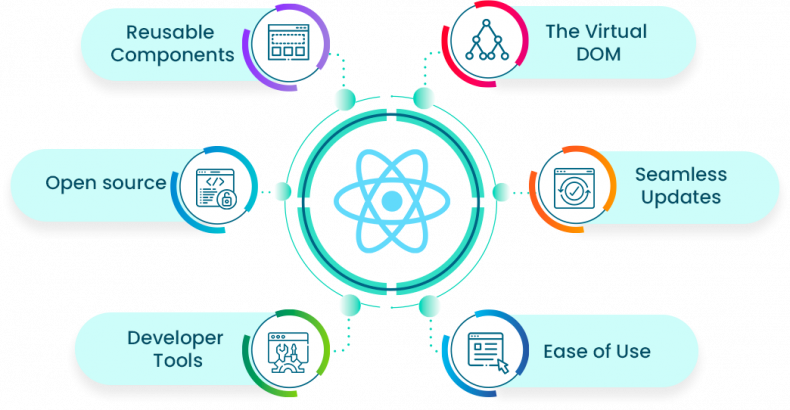 Reusable
Components
The Virtual
DOM
Open source
Seamless
Updates
Developer
Tools
Ease of Use